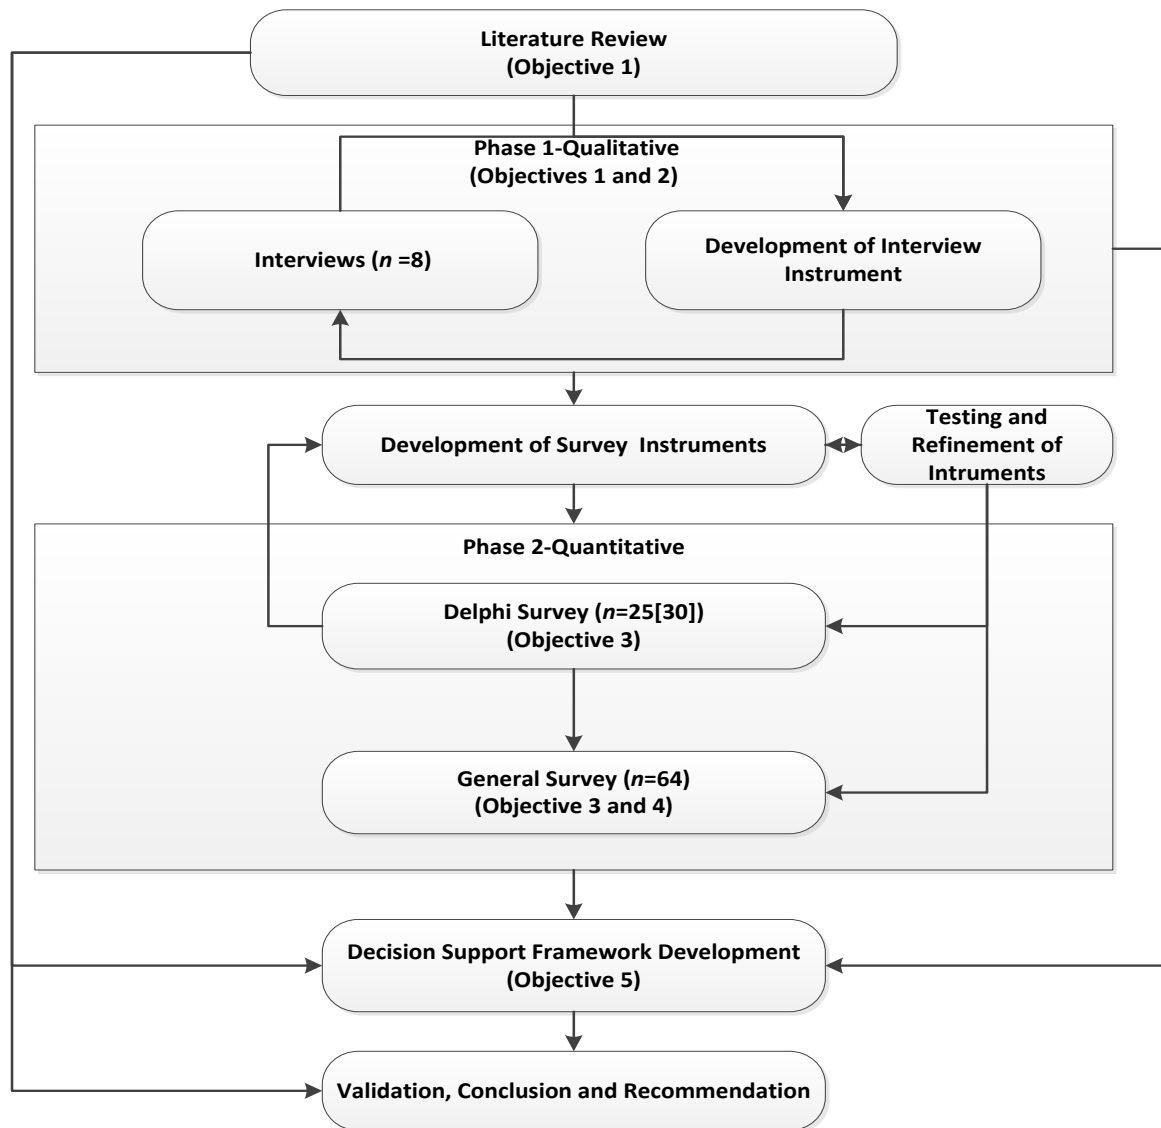 Literature Review
(Objective 1)
Phase 1-Qualitative
(Objectives 1 and 2)
Interviews (n =8)
Development of Interview
Instrument
Development of Survey  Instruments
Testing and
Refinement of
Intruments
Phase 2-Quantitative
Delphi Survey (n=25[30])
(Objective 3)
General Survey (n=64)
(Objective 3 and 4)
Decision Support Framework Development
(Objective 5)
Validation, Conclusion and Recommendation